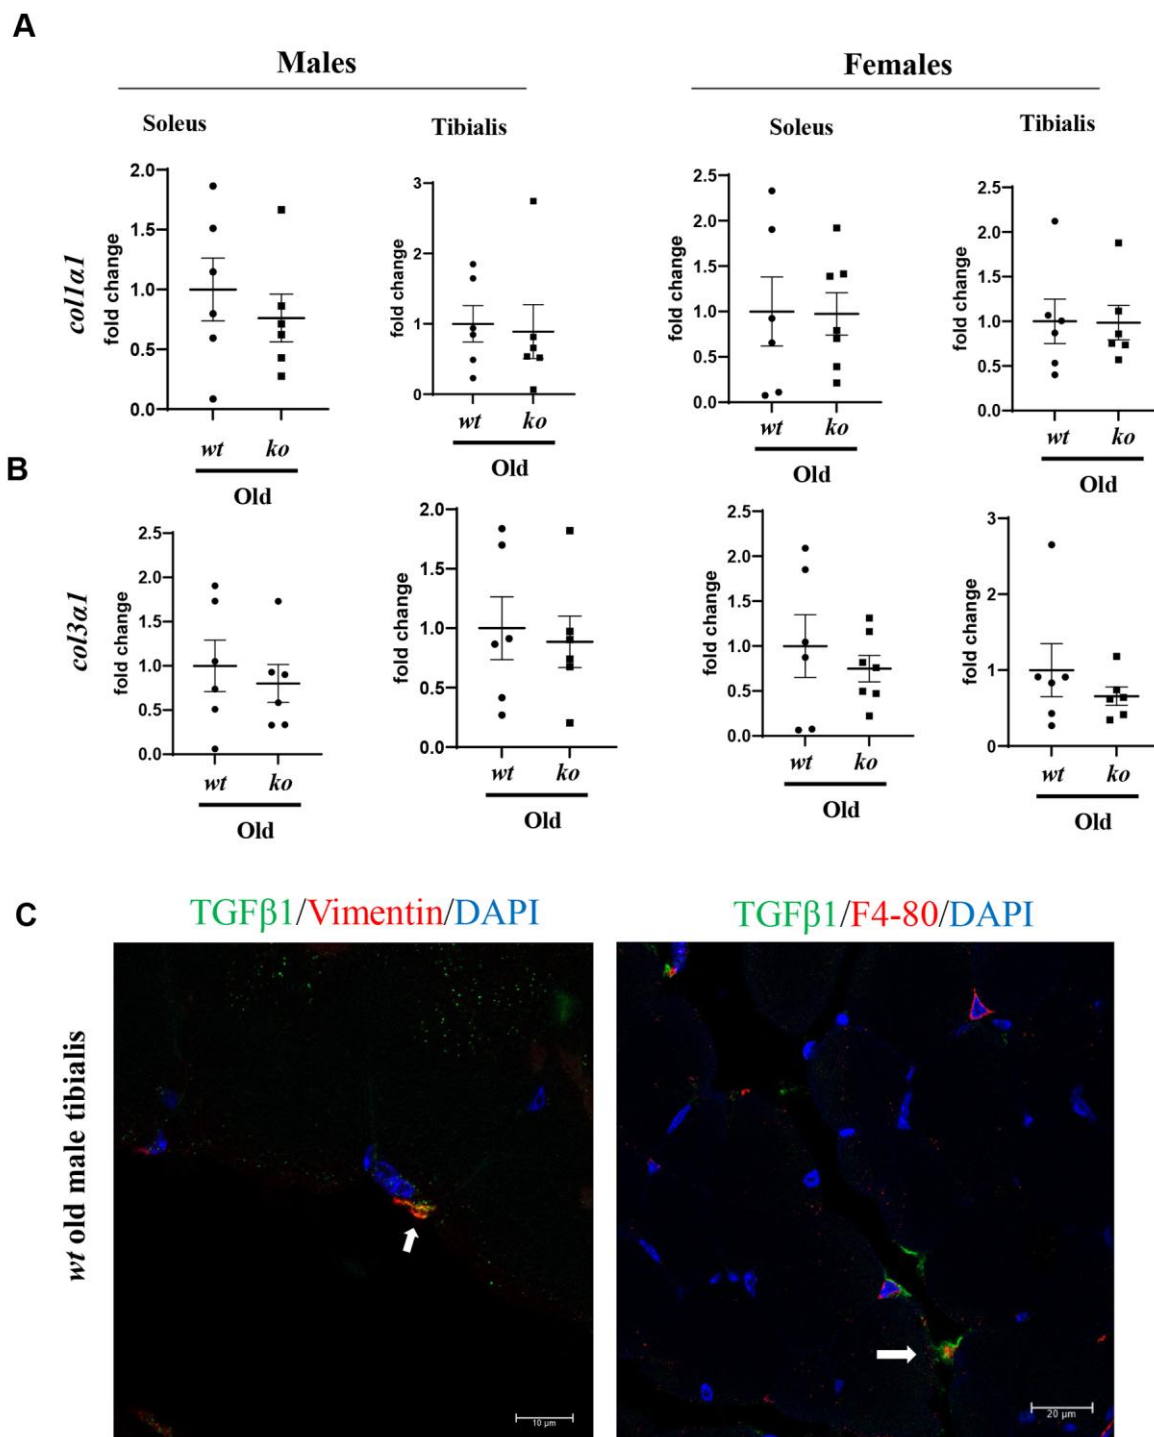 A
Males
Females
Soleus
Tibialis
Soleus
Tibialis
col1α1
fold change
2.0
1.5
1.0
0.5
0.0
wt
ko
Old
fold change
3
2
1
0
wt
ko
Old
fold change
2.5
2.0
1.5
1.0
0.5
0.0
wt
ko
Old
fold change
2.5
2.0
1.5
1.0
0.5
0.0
wt
ko
Old
B
col3α1
fold change
2.5
2.0
1.5
1.0
0.5
0.0
wt
ko
Old
fold change
2.0
1.5
1.0
0.5
0.0
wt
ko
Old
fold change
2.5
2.0
1.5
1.0
0.5
0.0
wt
ko
Old
fold change
3
2
1
0
wt
ko
Old
C
TGFβ1/Vimentin/DAPI
TGFβ1/F4-80/DAPI
wt old male tibialis
10 µm
20 µm